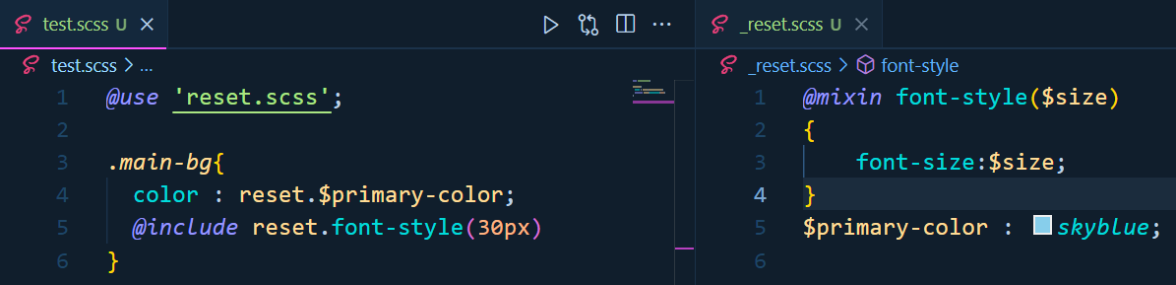 test.scss U
test.scss > ...
1 @use 'reset.scss';
2
3 .main-bg{
4 color : reset.$primary-color;
5 @include reset.font-style(30px)
6 }
_reset.scss U
_reset.scss > font-style
1 @mixin font-style($size)
2 {
3 font-size:$size;
4 }
5 $primary-color : skyblue;
6